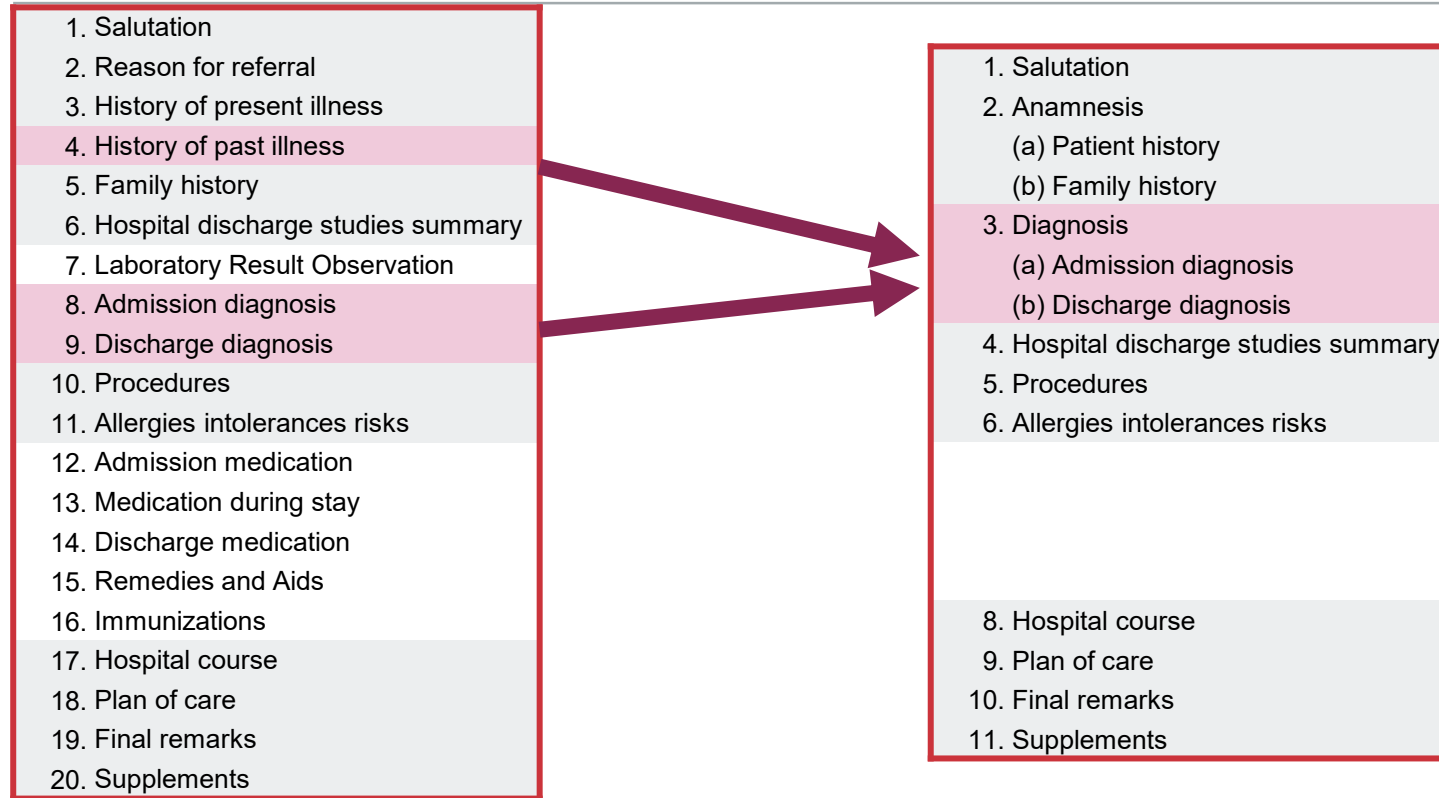 1. Salutation
2. Reason for referral
3. History of present illness
4. History of past illness
5. Family history
6. Hospital discharge studies summary
7. Laboratory Result Observation
8. Admission diagnosis
9. Discharge diagnosis
10. Procedures
11. Allergies intolerances risks
12. Admission medication
13. Medication during stay
14. Discharge medication
15. Remedies and Aids
16. Immunizations
17. Hospital course
18. Plan of care
19. Final remarks
20. Supplements
1. Salutation
2. Anamnesis
(a) Patient history
(b) Family history
3. Diagnosis
(a) Admission diagnosis
(b) Discharge diagnosis
4. Hospital discharge studies summary
5. Procedures
6. Allergies intolerances risks
8. Hospital course
9. Plan of care
10. Final remarks
11. Supplements